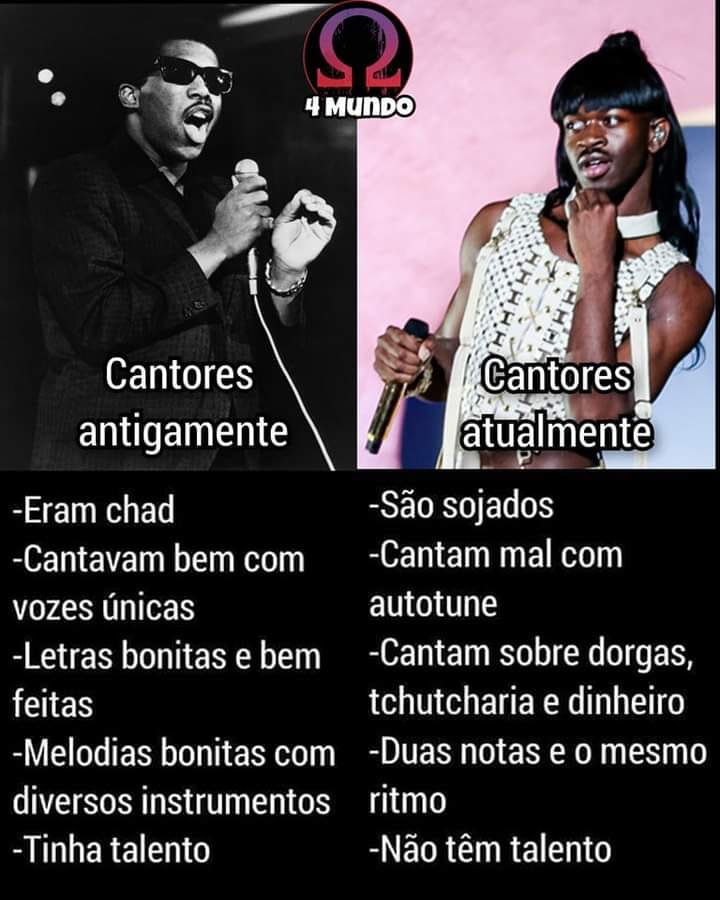 4 MUNDO
Cantores
antigamente
Cantores
atualmente
-Eram chad
-Cantavam bem com
vozes únicas
-Letras bonitas e bem
feitas
-Melodias bonitas com
diversos instrumentos
-Tinha talento
-São sojados
-Cantam mal com
autotune
-Cantam sobre dorgas,
tchutcharia e dinheiro
-Duas notas e o mesmo
ritmo
-Não têm talento